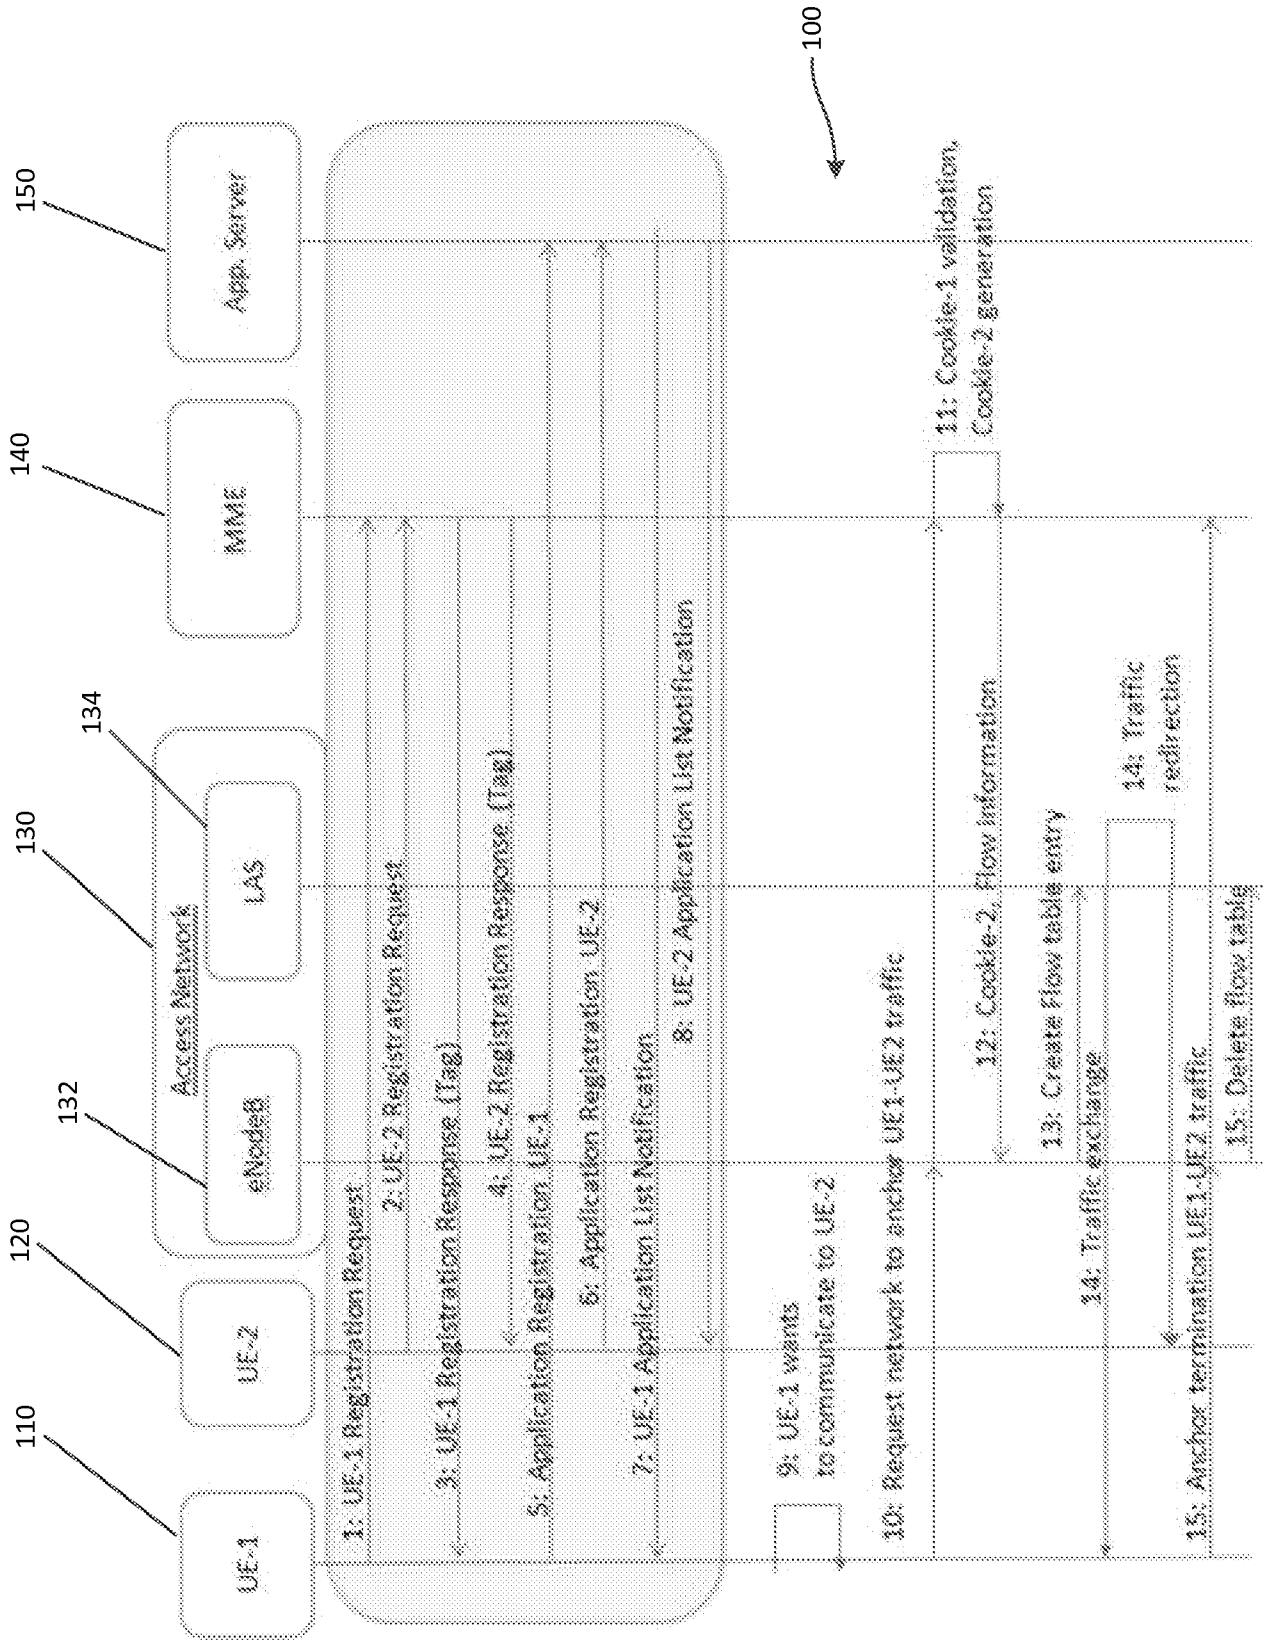 100
110
120
130
132
134
140
150
UE-1
UE-2
Access Network
eNodeB
LAS
MME
App. Server
1: UE-1 Registration Request
2: UE-2 Registration Request
3: UE-1 Registration Response (Tag)
4: UE-2 Registration Response (Tag)
5: Application Registration UE-1
6: Application Registration UE-2
7: UE-1 Application List Notification
8: UE-2 Application List Notification
9: UE-1 wants
to communicate to UE-2
10: Request network to anchor UE1-UE2 traffic
11: Cookie-1 validation,
Cookie-2 generation
12: Cookie-2, Flow information
13: Create Flow table entry
14: Traffic exchange
14: Traffic
redirection
15: Anchor termination UE1-UE2 traffic
15: Delete flow table